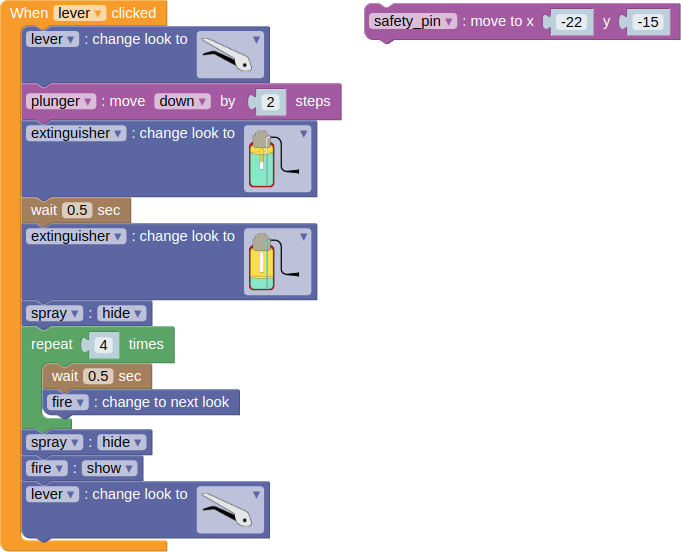 When lever ▾ clicked
lever ▾ : change look to
plunger ▾ : move down ▾ by 2 steps
extinguisher ▾ : change look to
wait 0.5 sec
extinguisher ▾ : change look to
spray ▾ : hide ▾
repeat 4 times
wait 0.5 sec
fire ▾ : change to next look
spray ▾ : hide ▾
fire ▾ : show ▾
lever ▾ : change look to
safety_pin ▾ : move to x -22 y -15